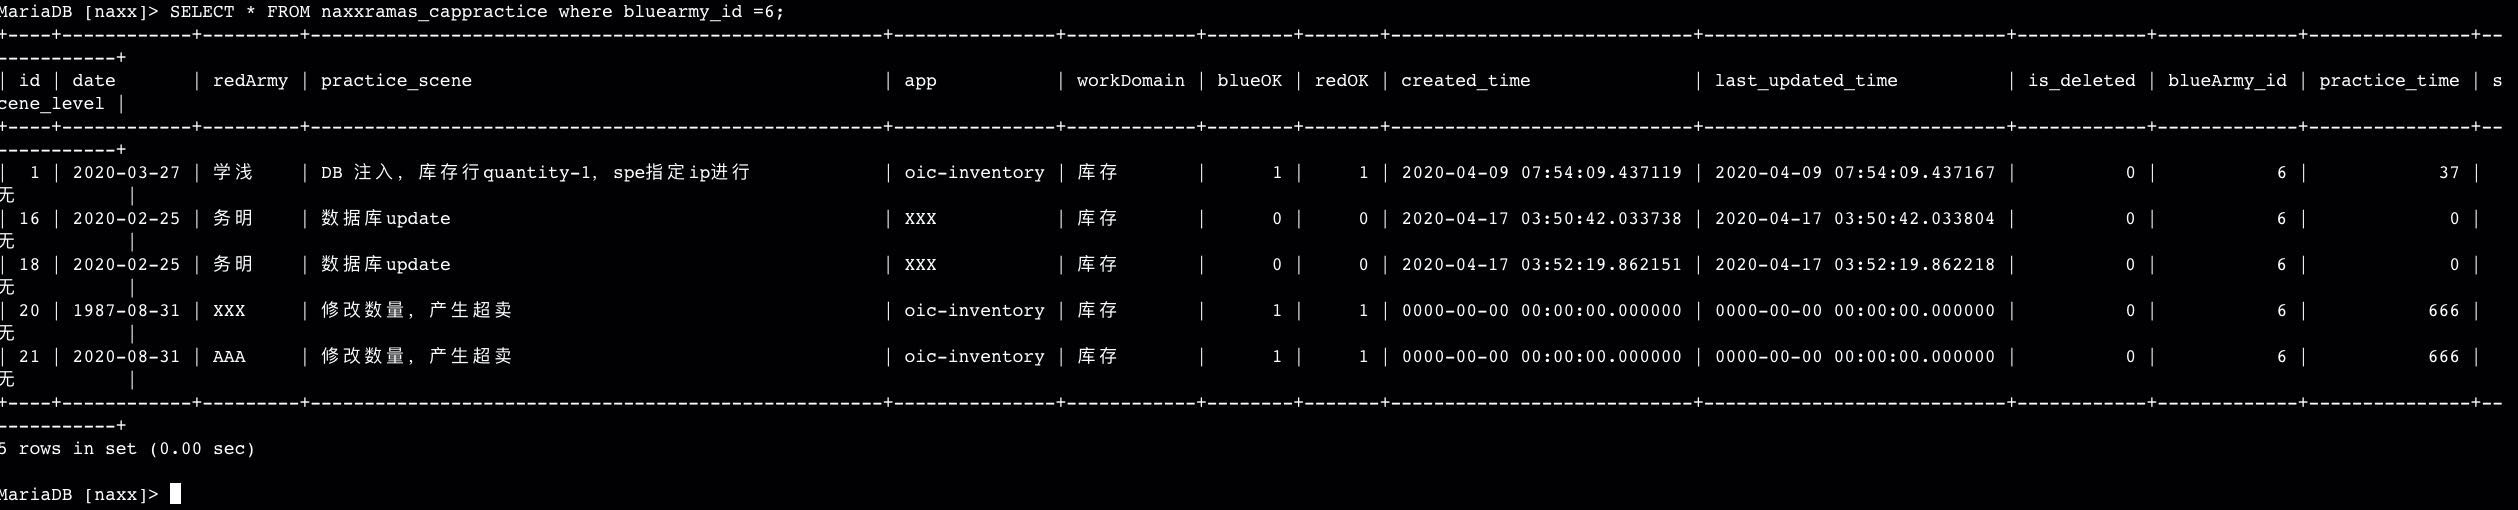 MariaDB [naxx]> SELECT * FROM naxxramas_cappractice where bluearmy_id =6;
+----+------------+---------+-----------------------------------------------------+---------------+------------+--------+-------+----------------------------+----------------------------+------------+-------------+---------------+--
-----------+
| id | date       | redArmy | practice_scene                                      | app           | workDomain | blueOK | redOK | created_time               | last_updated_time          | is_deleted | blueArmy_id | practice_time | s
cene_level |
+----+------------+---------+-----------------------------------------------------+---------------+------------+--------+-------+----------------------------+----------------------------+------------+-------------+---------------+--
-----------+
|  1 | 2020-03-27 | 学浅    | DB 注入，库存行quantity-1，spe指定ip进行             | oic-inventory | 库存       |      1 |     1 | 2020-04-09 07:54:09.437119 | 2020-04-09 07:54:09.437167 |          0 |           6 |            37 |
无          |
| 16 | 2020-02-25 | 务明    | 数据库update                                        | XXX           | 库存       |      0 |     0 | 2020-04-17 03:50:42.033738 | 2020-04-17 03:50:42.033804 |          0 |           6 |             0 |
无          |
| 18 | 2020-02-25 | 务明    | 数据库update                                        | XXX           | 库存       |      0 |     0 | 2020-04-17 03:52:19.862151 | 2020-04-17 03:52:19.862218 |          0 |           6 |             0 |
无          |
| 20 | 1987-08-31 | XXX     | 修改数量，产生超卖                                  | oic-inventory | 库存       |      1 |     1 | 0000-00-00 00:00:00.000000 | 0000-00-00 00:00:00.000000 |          0 |           6 |           666 |
无          |
| 21 | 2020-08-31 | AAA     | 修改数量，产生超卖                                  | oic-inventory | 库存       |      1 |     1 | 0000-00-00 00:00:00.000000 | 0000-00-00 00:00:00.000000 |          0 |           6 |           666 |
无          |
+----+------------+---------+-----------------------------------------------------+---------------+------------+--------+-------+----------------------------+----------------------------+------------+-------------+---------------+--
-----------+
5 rows in set (0.00 sec)
MariaDB [naxx]>